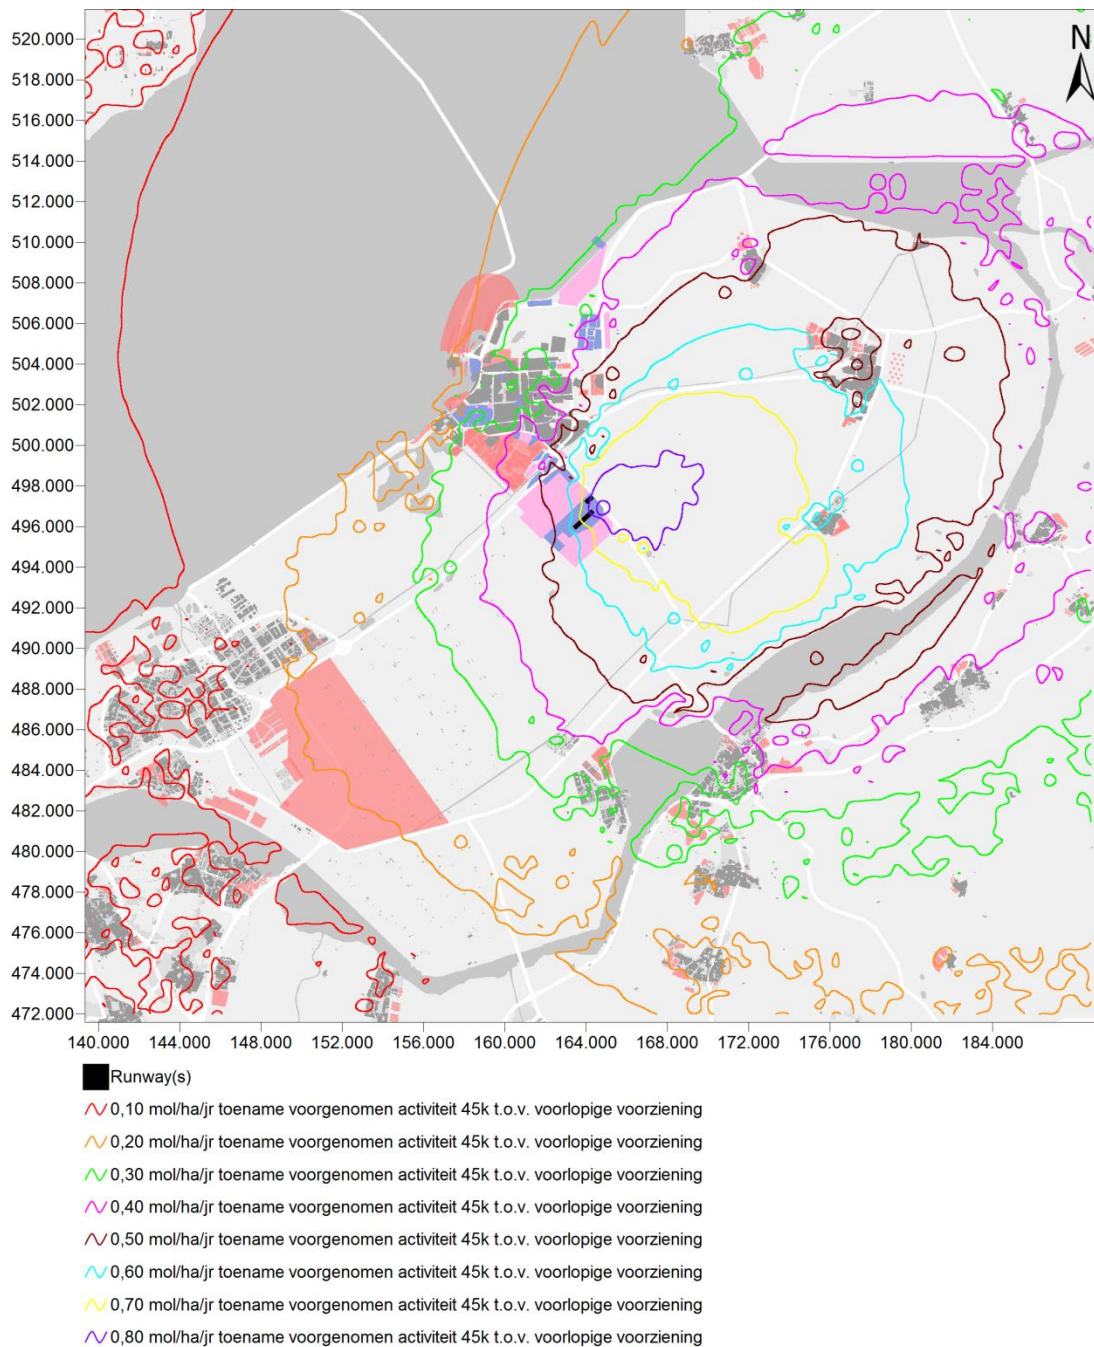 N
520.000
518.000
516.000
514.000
512.000
510.000
508.000
506.000
504.000
502.000
500.000
498.000
496.000
494.000
492.000
490.000
488.000
486.000
484.000
482.000
480.000
478.000
476.000
474.000
472.000
140.000 144.000 148.000 152.000 156.000 160.000 164.000 168.000 172.000 176.000 180.000 184.000
Runway(s)
0,10 mol/ha/jr toename voorgenomen activiteit 45k t.o.v. voorlopige voorziening
0,20 mol/ha/jr toename voorgenomen activiteit 45k t.o.v. voorlopige voorziening
0,30 mol/ha/jr toename voorgenomen activiteit 45k t.o.v. voorlopige voorziening
0,40 mol/ha/jr toename voorgenomen activiteit 45k t.o.v. voorlopige voorziening
0,50 mol/ha/jr toename voorgenomen activiteit 45k t.o.v. voorlopige voorziening
0,60 mol/ha/jr toename voorgenomen activiteit 45k t.o.v. voorlopige voorziening
0,70 mol/ha/jr toename voorgenomen activiteit 45k t.o.v. voorlopige voorziening
0,80 mol/ha/jr toename voorgenomen activiteit 45k t.o.v. voorlopige voorziening